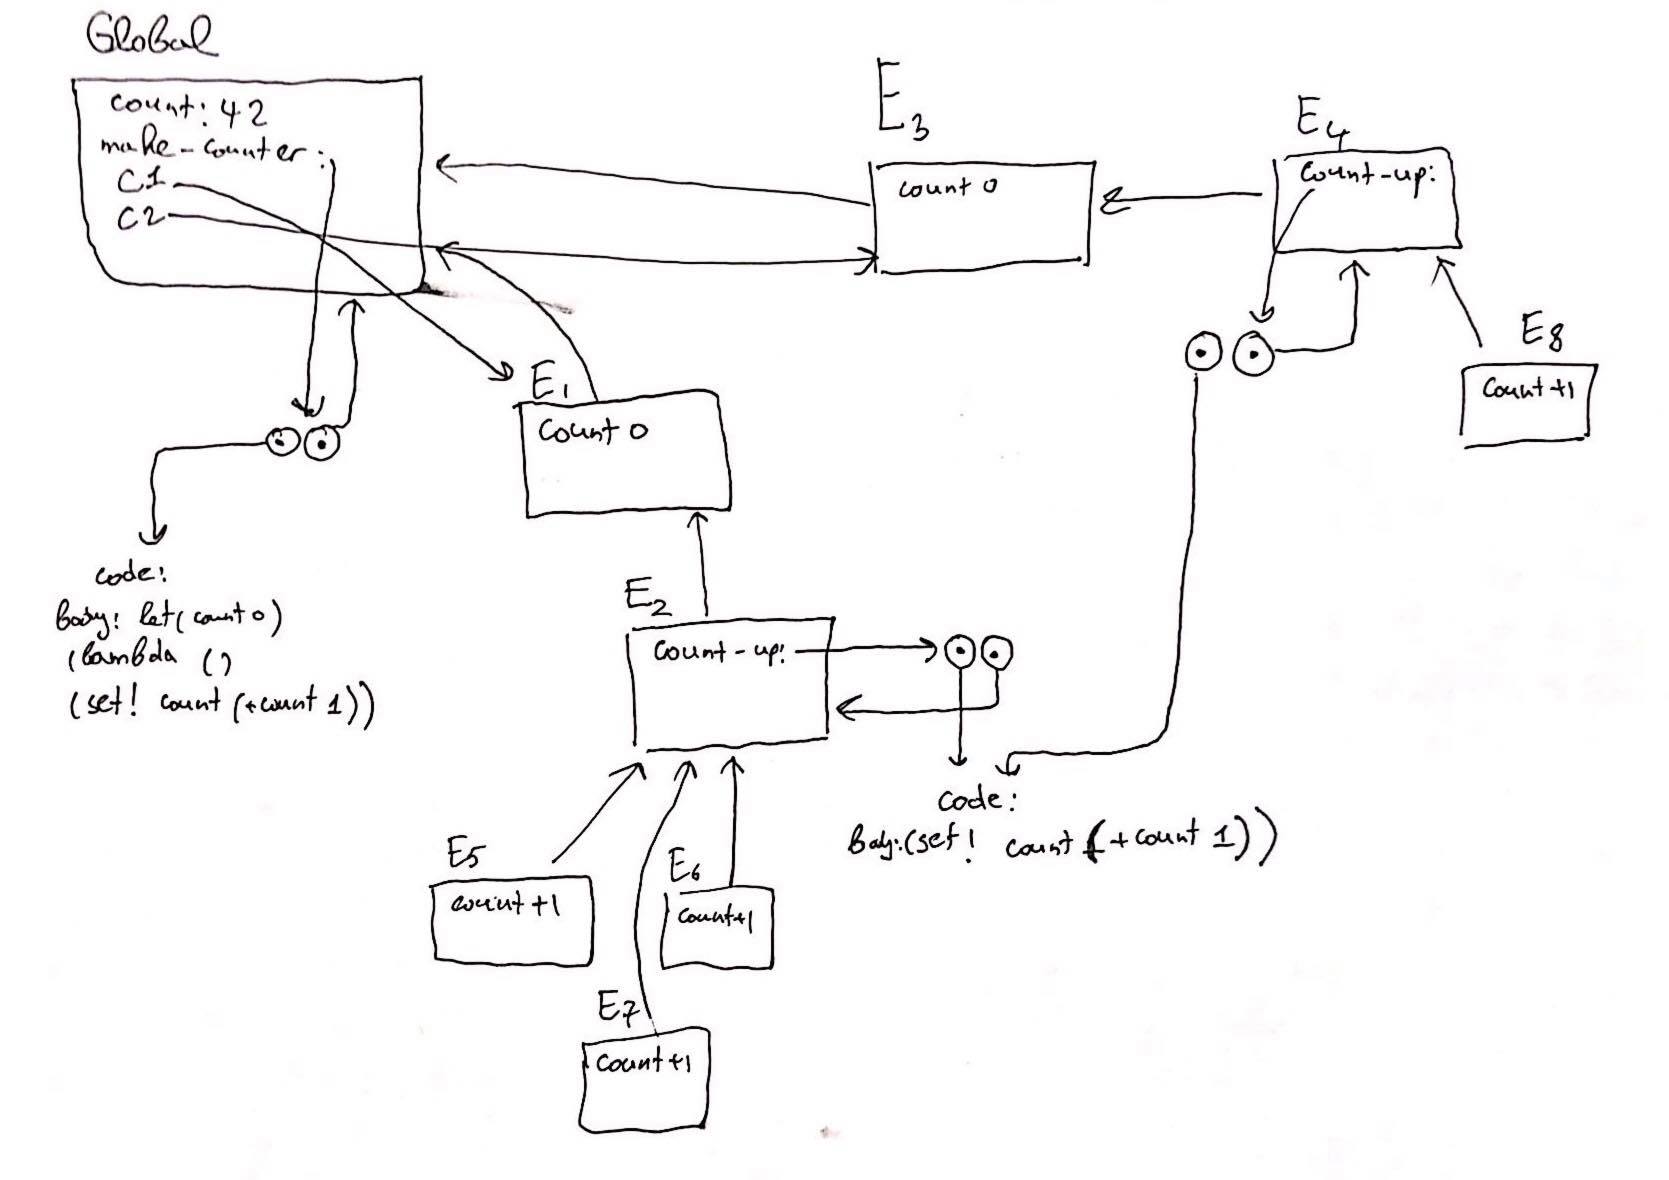 Global
count: 42
make-counter:
C1
C2
E3
count 0
E4
count-up:
E8
count +1
E1
count 0
code:
Body: let(count 0)
(lambda ()
(set! count (+count 1))
E2
count-up:
code:
Body:(set! count (+count 1))
E5
count +1
E6
count+1
E7
count+1